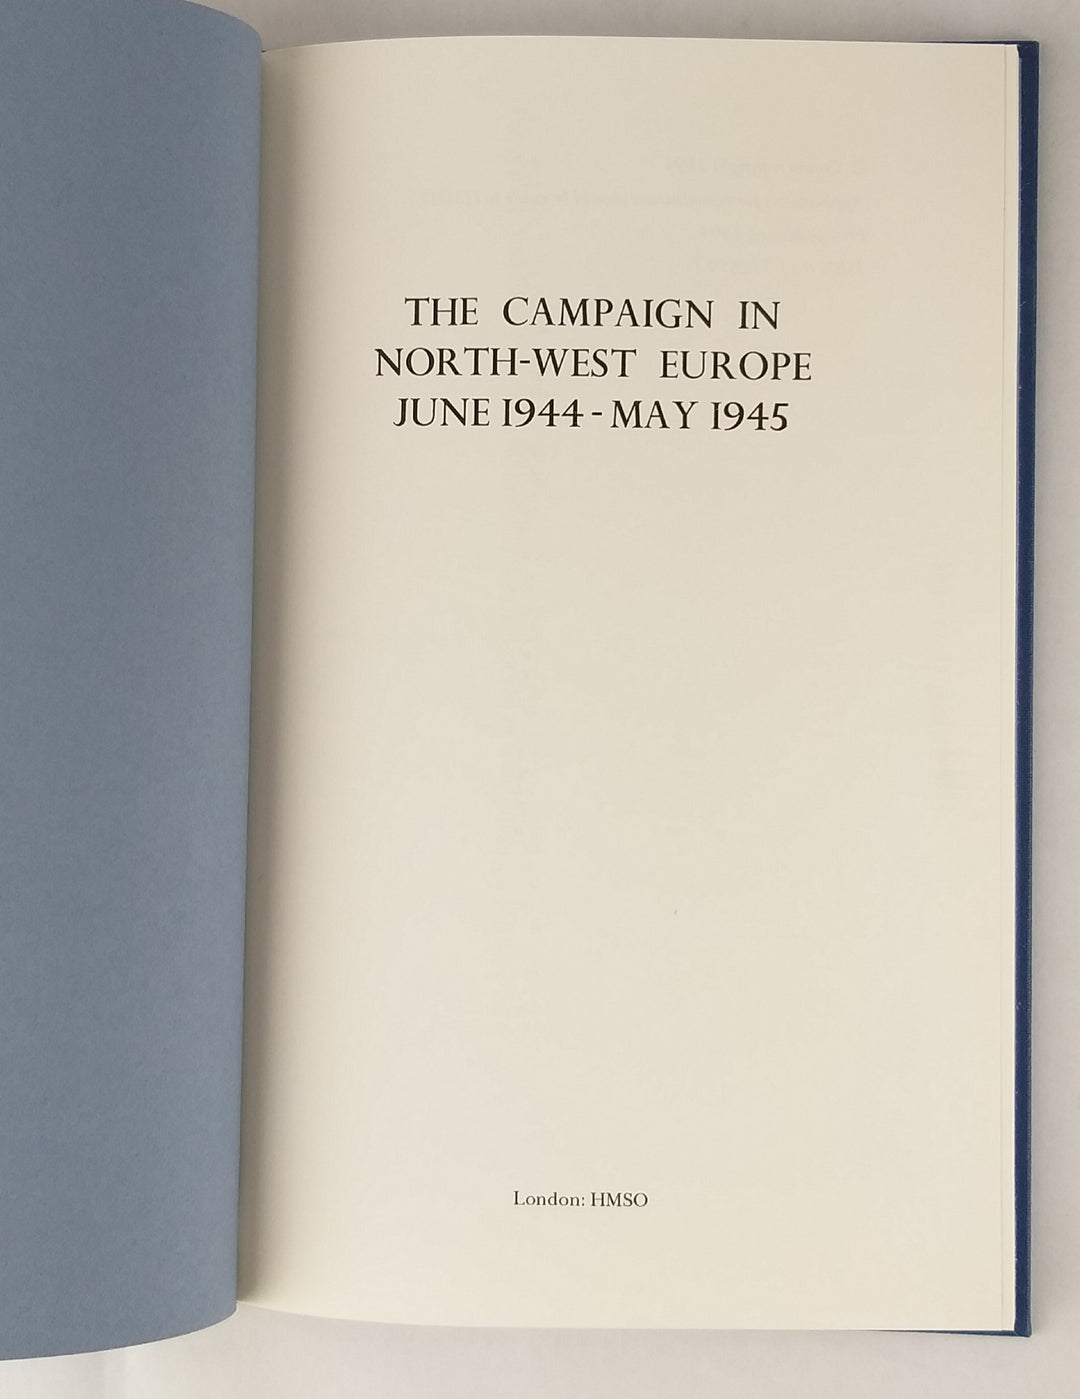 THE CAMPAIGN IN
NORTH-WEST EUROPE
JUNE 1944 - MAY 1945
London: HMSO